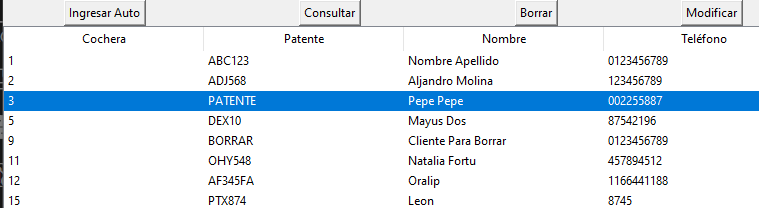 Ingresar Auto Consultar Borrar Modificar
Cochera Patente Nombre Teléfono
1 ABC123 Nombre Apellido 0123456789
2 ADJ568 Aljandro Molina 123456789
3 PATENTE Pepe Pepe 002255887
5 DEX10 Mayus Dos 87542196
9 BORRAR Cliente Para Borrar 0123456789
11 OHY548 Natalia Fortu 457894512
12 AF345FA Oralip 1166441188
15 PTX874 Leon 8745